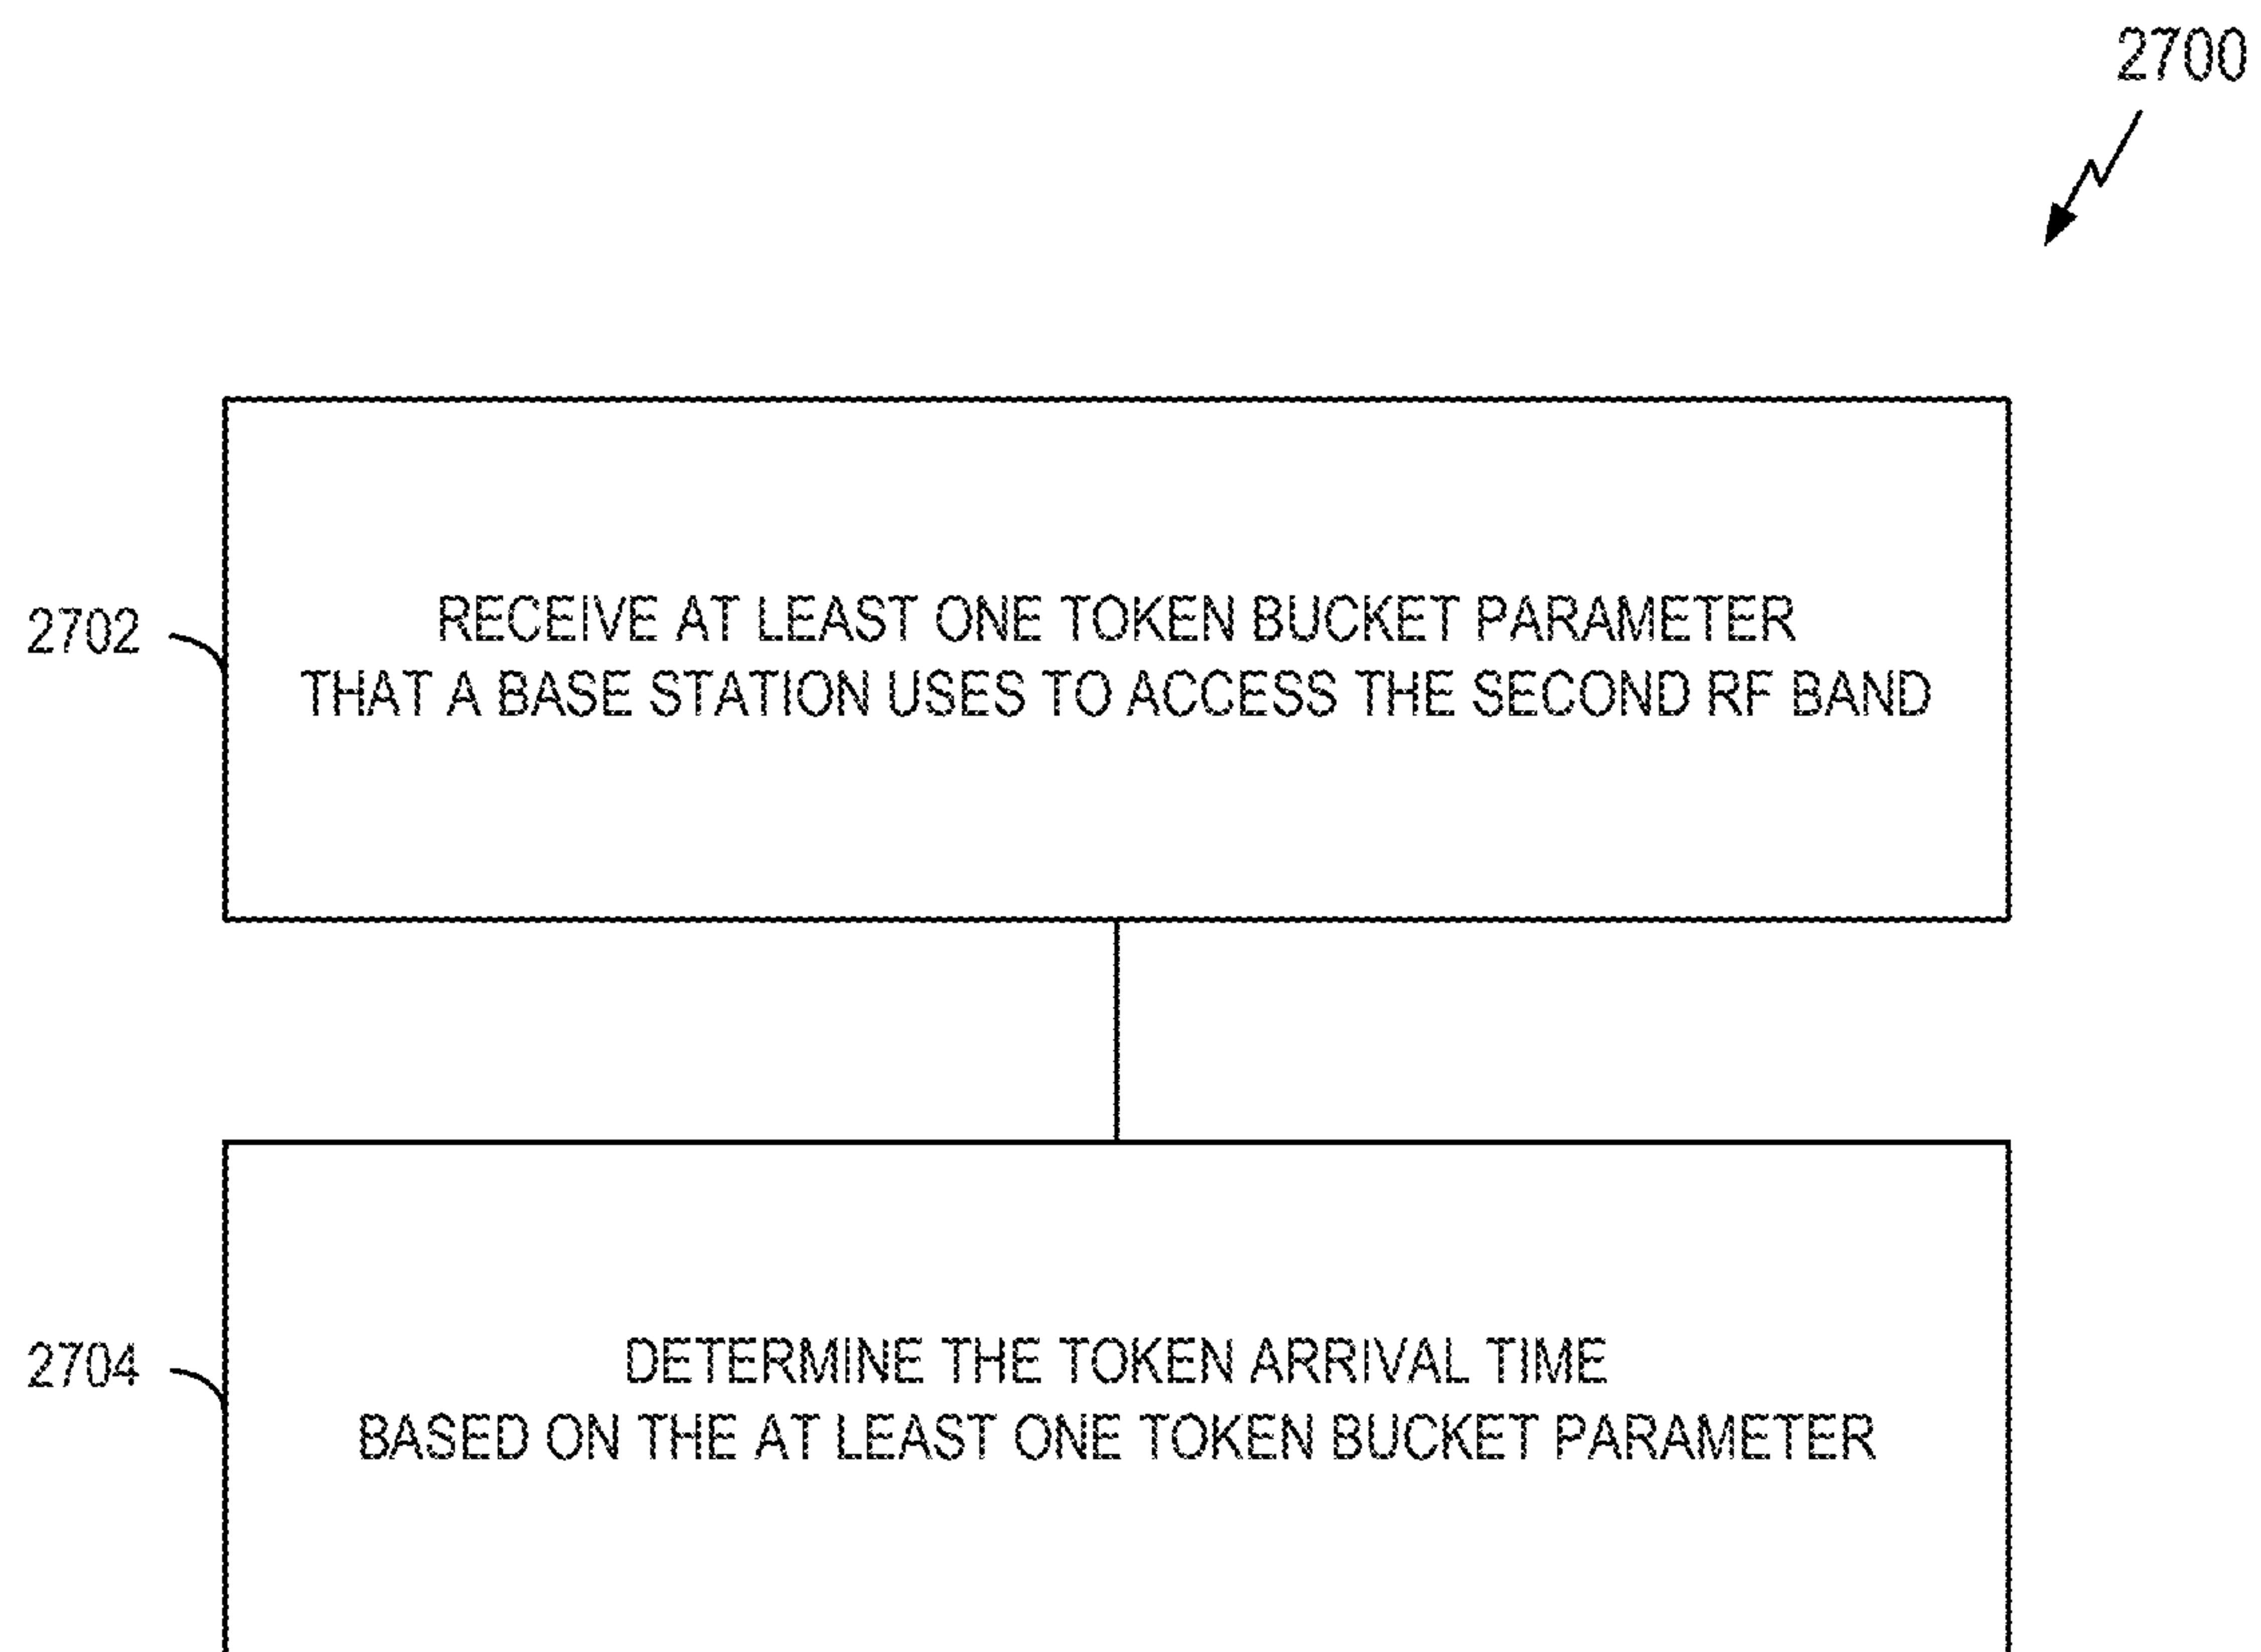 2700
2702
RECEIVE AT LEAST ONE TOKEN BUCKET PARAMETER
THAT A BASE STATION USES TO ACCESS THE SECOND RF BAND
2704
DETERMINE THE TOKEN ARRIVAL TIME
BASED ON THE AT LEAST ONE TOKEN BUCKET PARAMETER